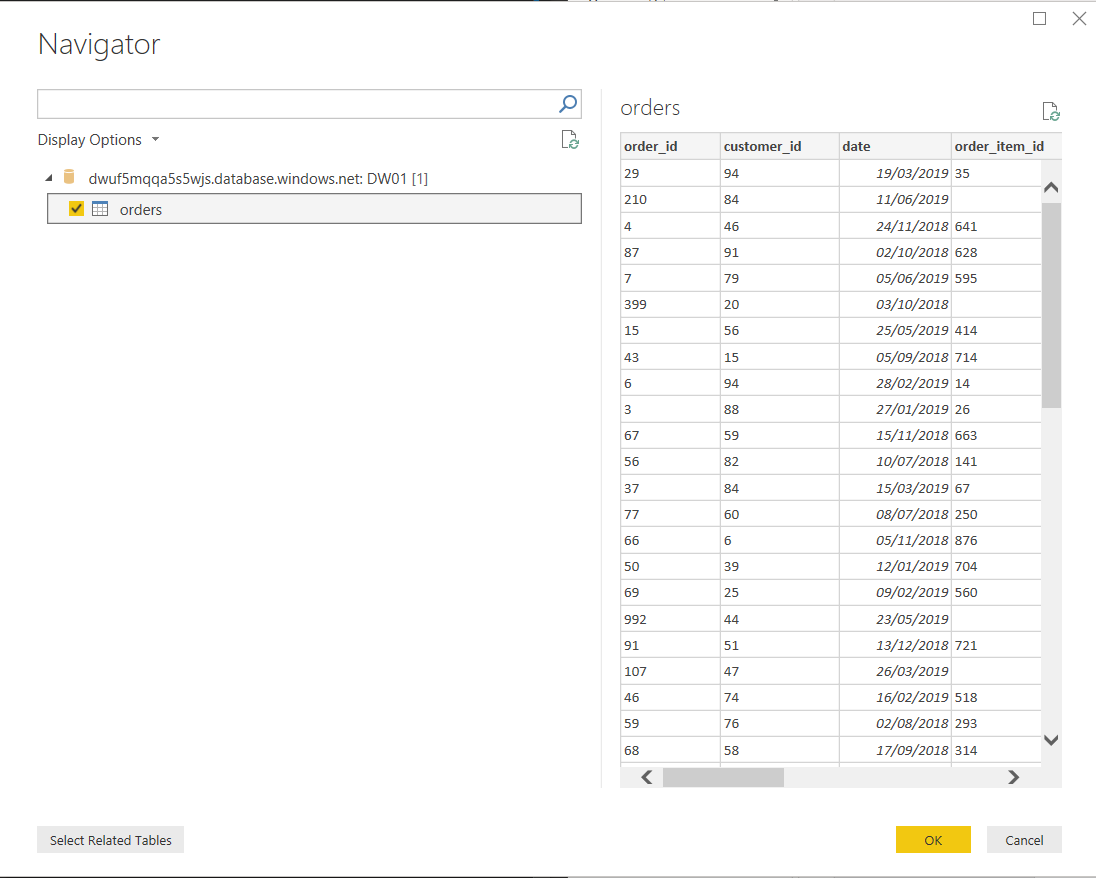 Navigator
Display Options
dwuf5mqqa5s5wjs.database.windows.net: DW01 [1]
orders
orders
order_id customer_id date order_item_id
29 94 19/03/2019 35
210 84 11/06/2019
4 46 24/11/2018 641
87 91 02/10/2018 628
7 79 05/06/2019 595
399 20 03/10/2018
15 56 25/05/2019 414
43 15 05/09/2018 714
6 94 28/02/2019 14
3 88 27/01/2019 26
67 59 15/11/2018 663
56 82 10/07/2018 141
37 84 15/03/2019 67
77 60 08/07/2018 250
66 6 05/11/2018 876
50 39 12/01/2019 704
69 25 09/02/2019 560
992 44 23/05/2019
91 51 13/12/2018 721
107 47 26/03/2019
46 74 16/02/2019 518
59 76 02/08/2018 293
68 58 17/09/2018 314
Select Related Tables
OK
Cancel